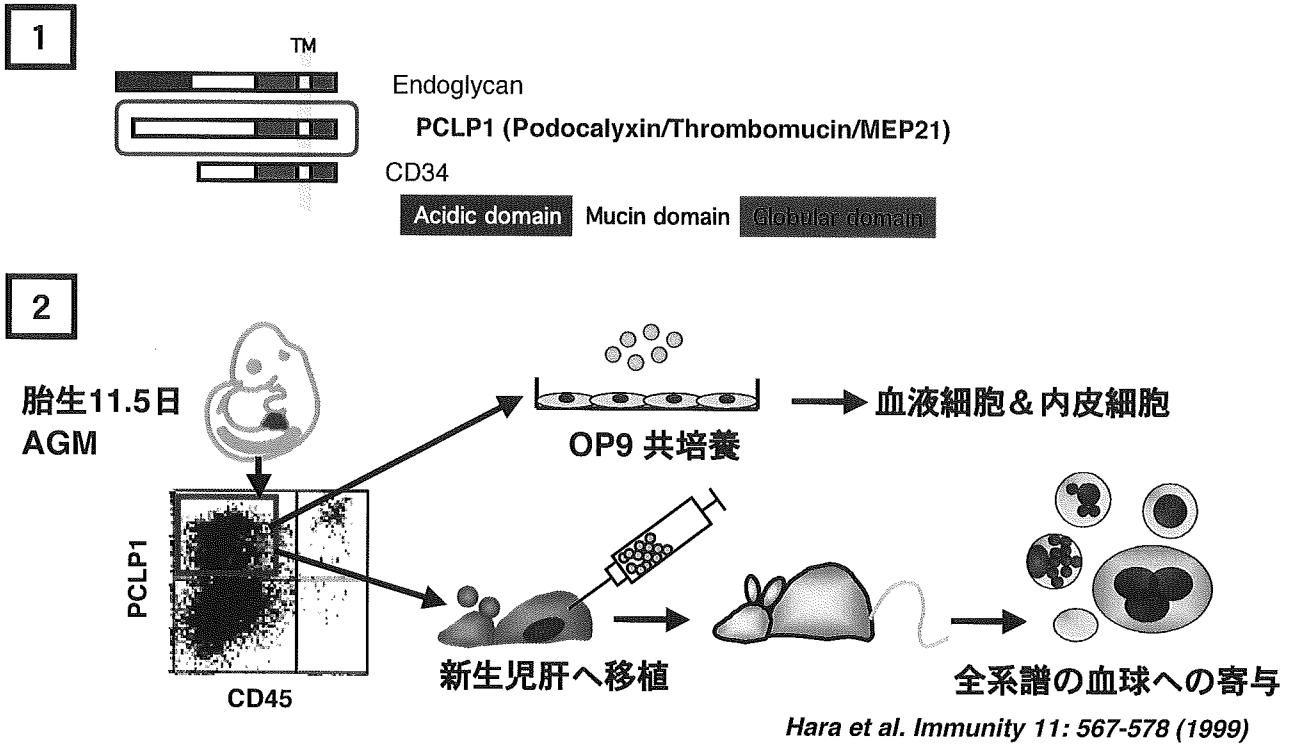 1
TM
Endoglycan
PCLP1 (Podocalyxin/Thrombomucin/MEP21)
CD34
Acidic domain Mucin domain Globular domain
2
胎生11.5日
AGM
OP9 共培養
血液細胞＆内皮細胞
PCLP1
CD45
新生児肝へ移植
全系譜の血球への寄与
Hara et al. Immunity 11: 567-578 (1999)